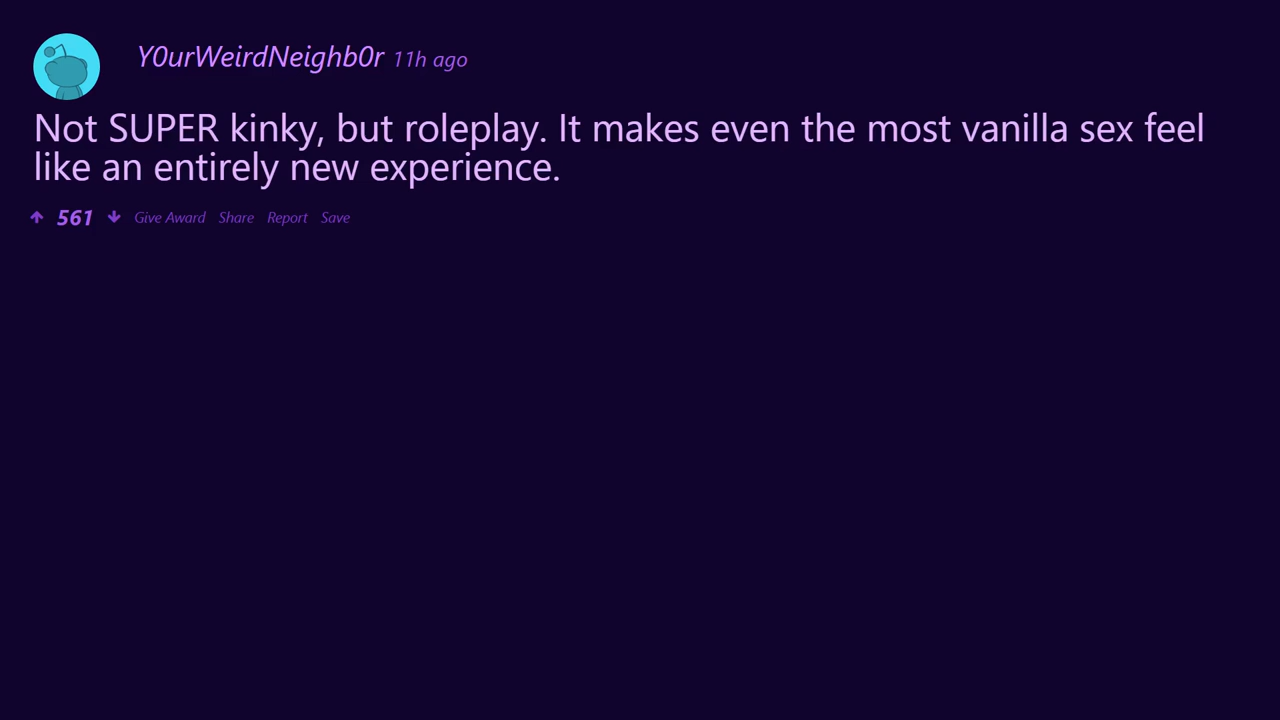 Y0urWeirdNeighb0r 11h ago
Not SUPER kinky, but roleplay. It makes even the most vanilla sex feel
like an entirely new experience.
561 Give Award Share Report Save